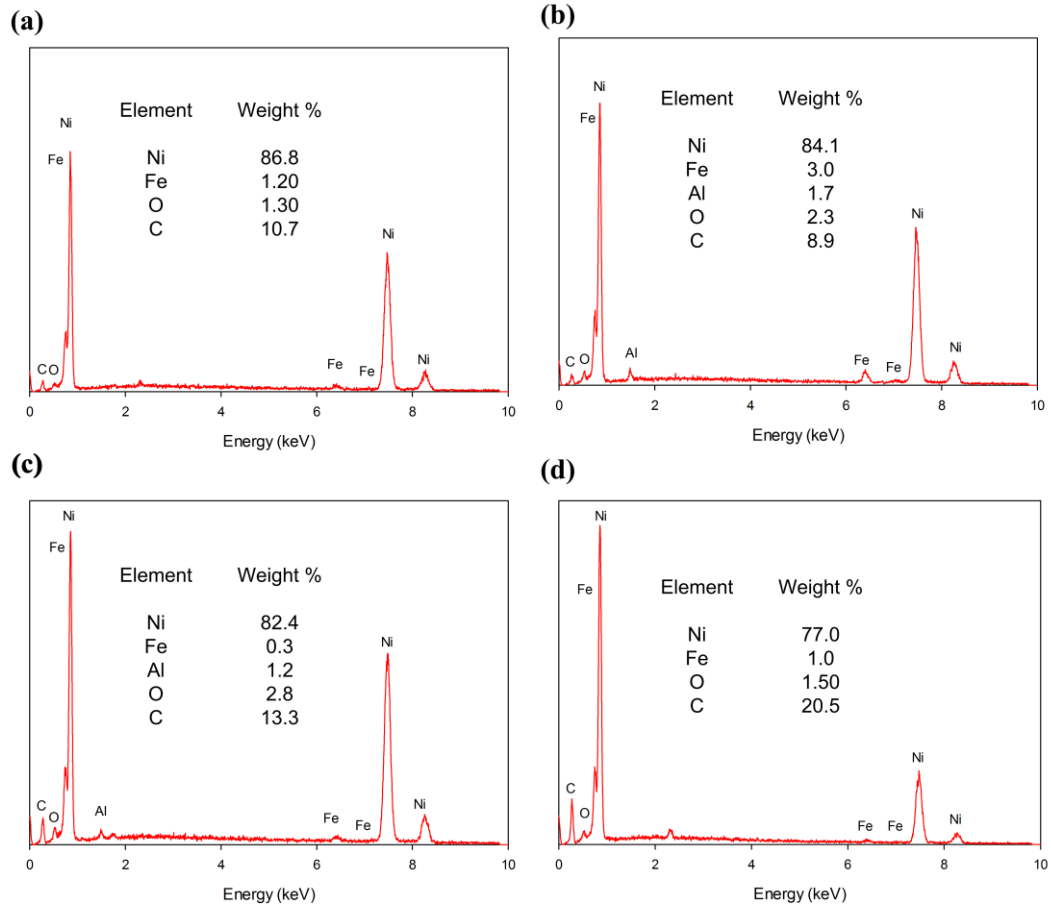 (a)
Element Weight %
Ni 86.8
Fe 1.20
O 1.30
C 10.7
Ni
Fe
C O
Fe Fe
Ni
Ni
0 2 4 6 8 10
Energy (keV)
(b)
Element Weight %
Ni 84.1
Fe 3.0
Al 1.7
O 2.3
C 8.9
Ni
Fe
C O
Al
Fe Fe
Ni
Ni
0 2 4 6 8 10
Energy (keV)
(c)
Element Weight %
Ni 82.4
Fe 0.3
Al 1.2
O 2.8
C 13.3
Ni
Fe
C O
Al
Fe Fe
Ni
Ni
0 2 4 6 8 10
Energy (keV)
(d)
Element Weight %
Ni 77.0
Fe 1.0
O 1.50
C 20.5
Ni
Fe
C
O
Fe Fe
Ni
Ni
0 2 4 6 8 10
Energy (keV)